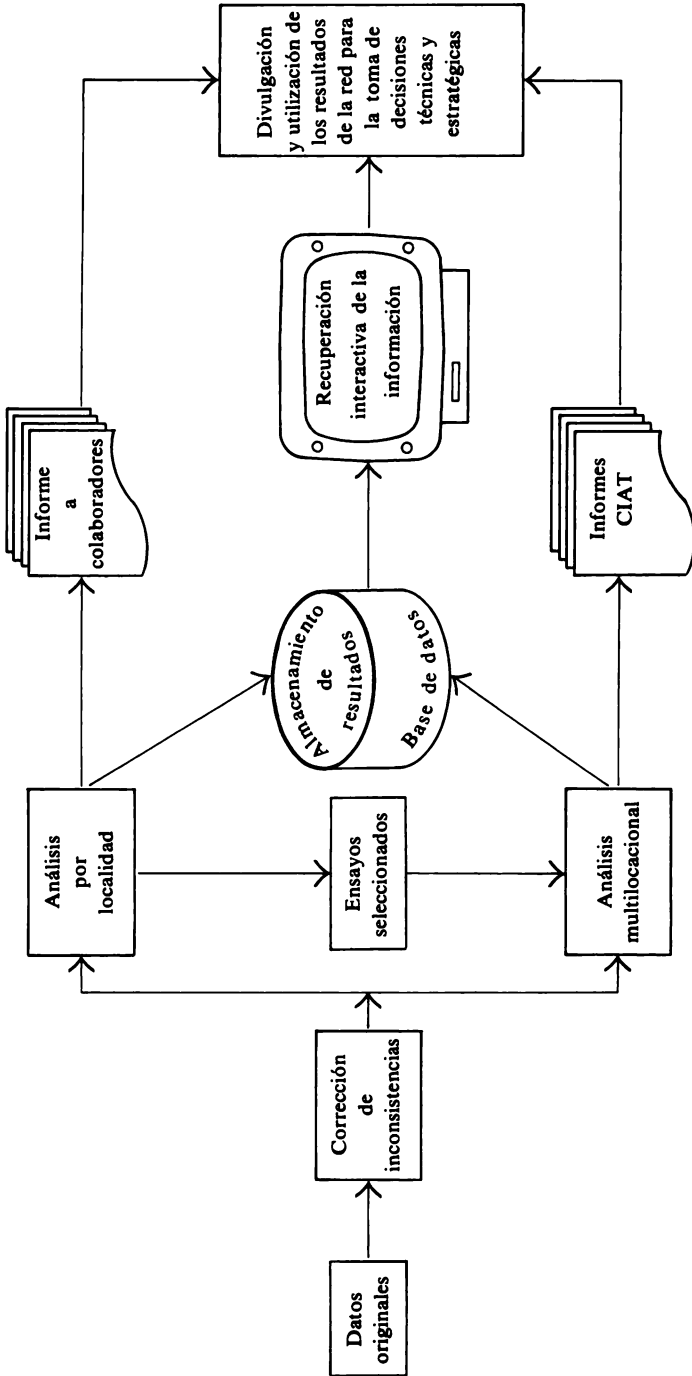 Datos
originales
Corrección
de
inconsistencias
Análisis
por
localidad
Ensayos
seleccionados
Análisis
multilocacional
Almacenamiento
de
resultados
Base de datos
Informe
a
colaboradores
Recuperación
interactiva de la
información
Informes
CIAT
Divulgación
y utilización de
los resultados
de la red para
la toma de
decisiones
técnicas y
estratégicas